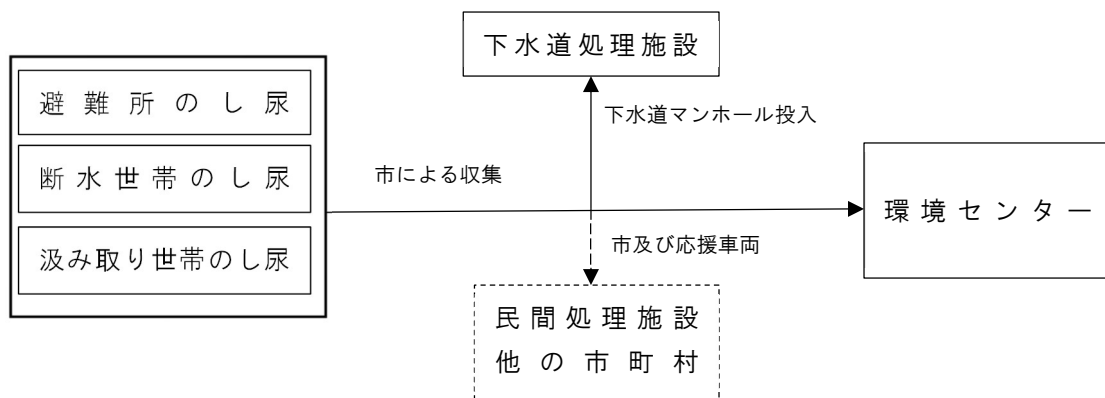 下水道処理施設
避難所のし尿
下水道マンホール投入
断水世帯のし尿
市による収集
環境センター
汲み取り世帯のし尿
市及び応援車両
民間処理施設
他の市町村